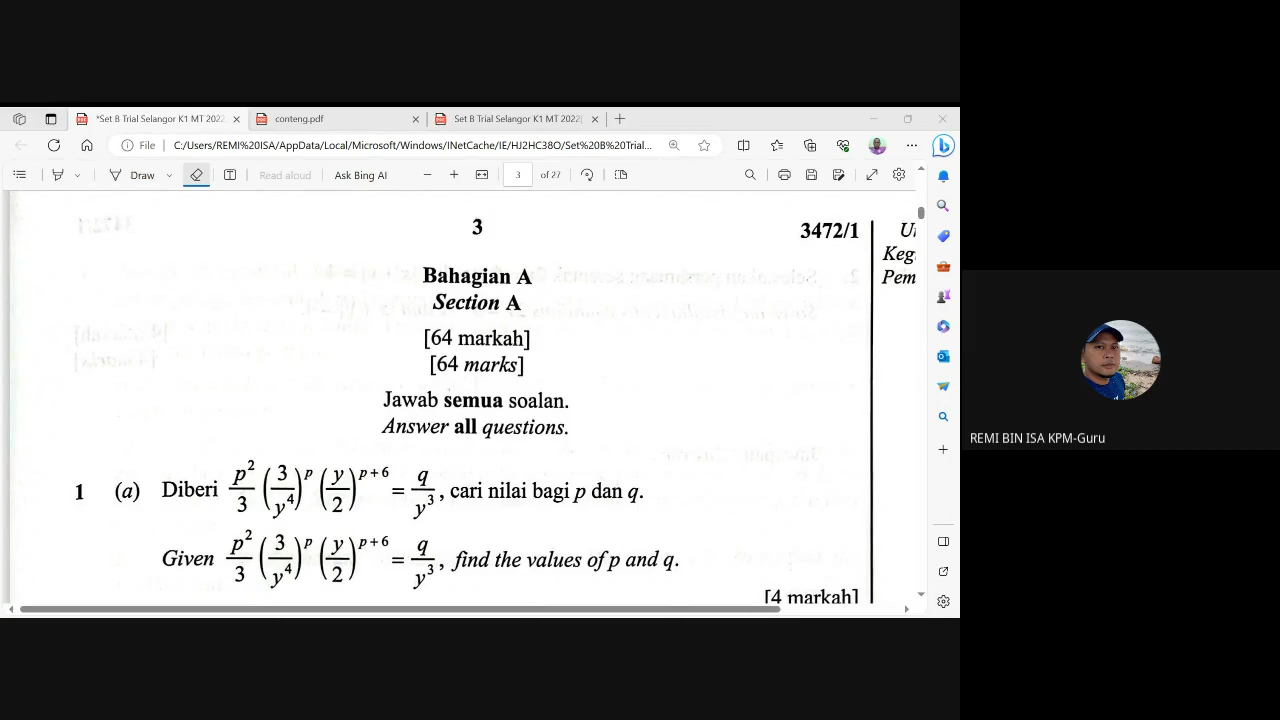 *Set B Trial Selangor K1 MT 2022
conteng.pdf
Set B Trial Selangor K1 MT 2022
File
C:/Users/REMI%20ISA/AppData/Local/Microsoft/Windows/INetCache/IE/HJ2HC38O/Set%20B%20Trial...
Draw
Read aloud
Ask Bing AI
3
of 27
3
3472/1
Keg
Pem
Bahagian A
Section A
[64 markah]
[64 marks]
Jawab semua soalan.
Answer all questions.
1 (a) Diberi p²/3 (3/y⁴)^p (y/2)^(p+6) = q/y³, cari nilai bagi p dan q.
Given p²/3 (3/y⁴)^p (y/2)^(p+6) = q/y³, find the values of p and q.
[4 markah]
REMI BIN ISA KPM-Guru